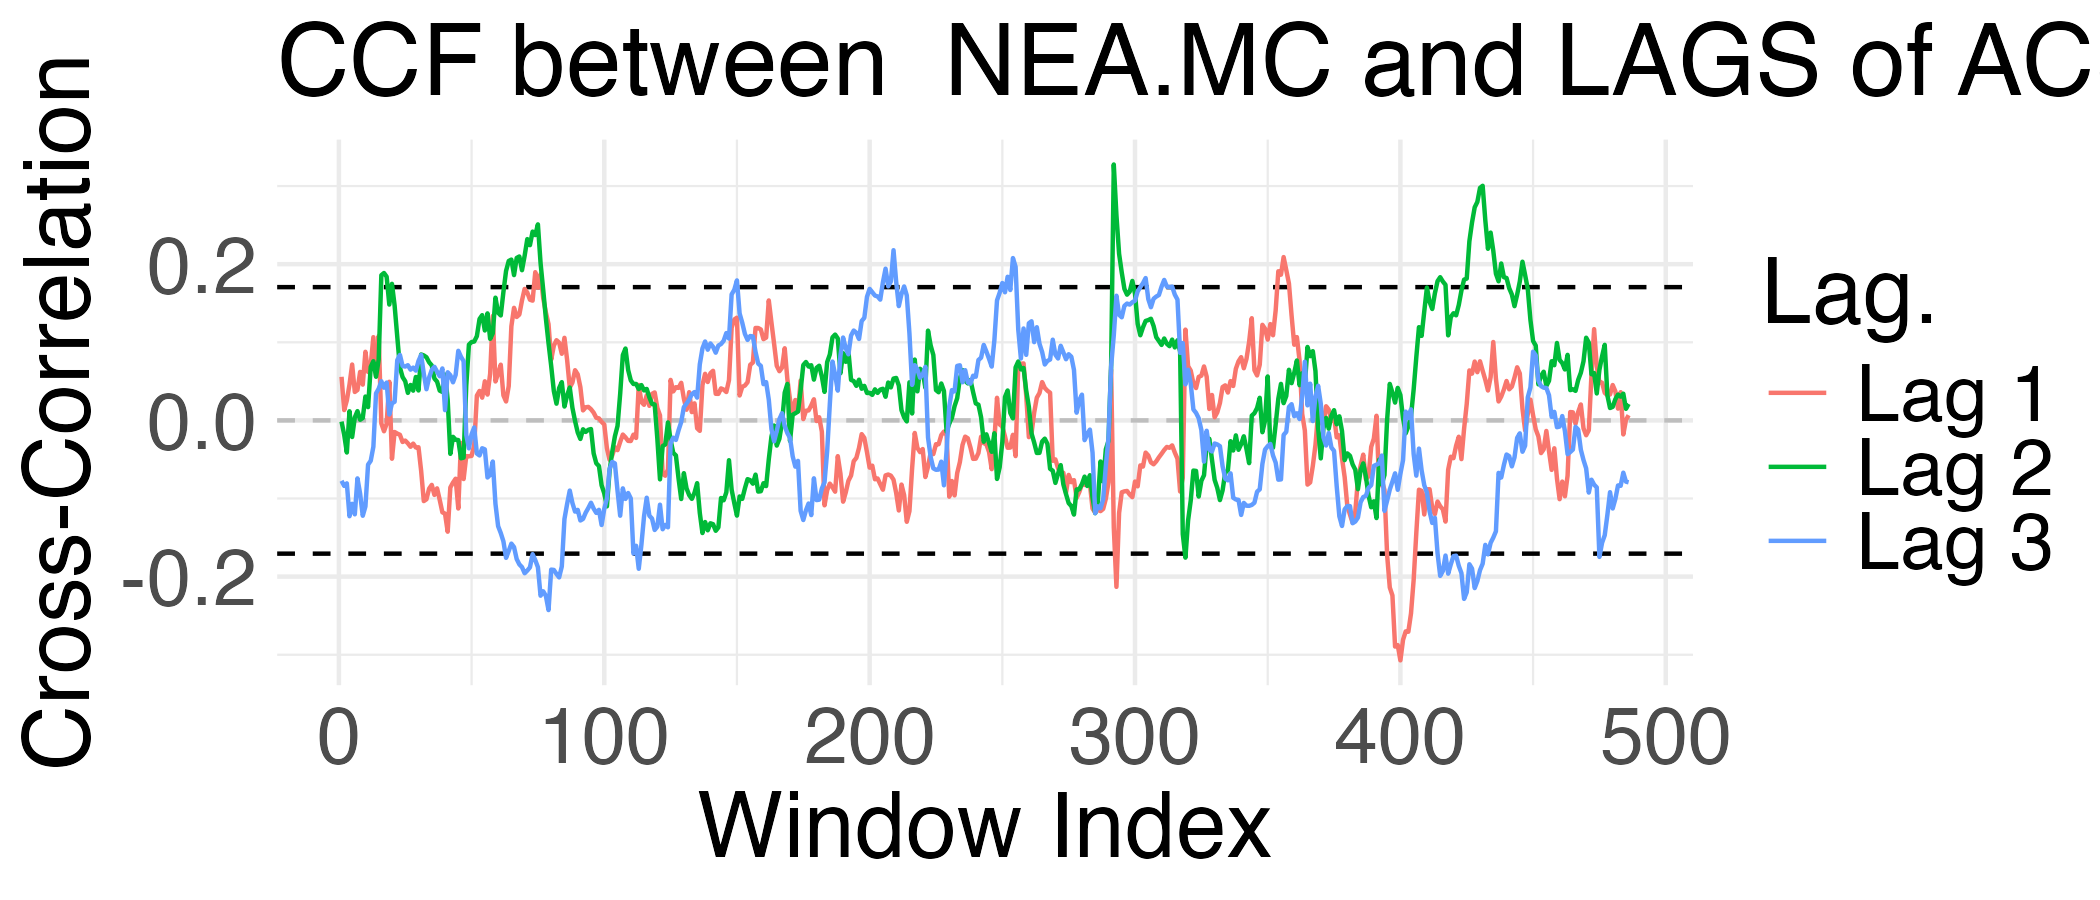 CCF between  NEA.MC and LAGS of AC
Cross-Correlation
0.2
0.0
-0.2
0
100
200
300
400
500
Window Index
Lag.
Lag 1
Lag 2
Lag 3